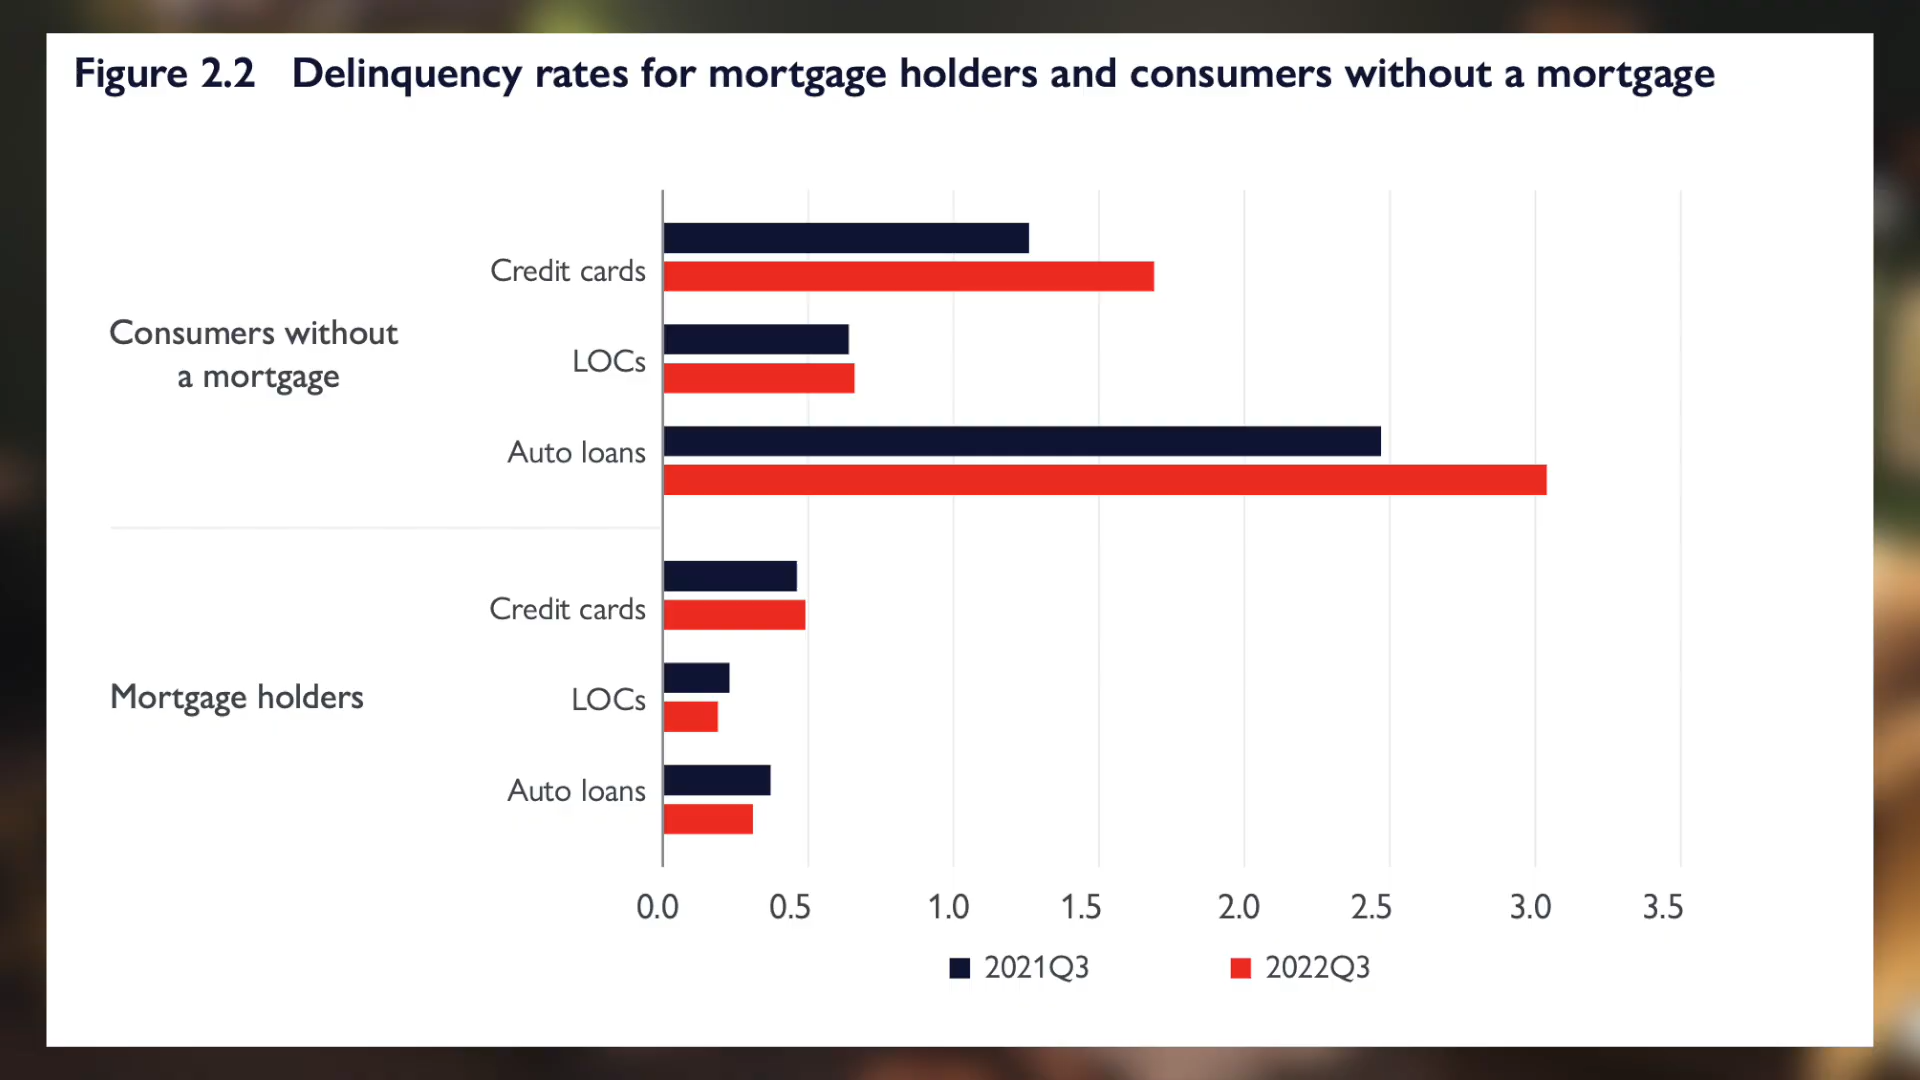 Figure 2.2 Delinquency rates for mortgage holders and consumers without a mortgage
Consumers without
a mortgage
Credit cards
LOCs
Auto loans
Mortgage holders
Credit cards
LOCs
Auto loans
0.0 0.5 1.0 1.5 2.0 2.5 3.0 3.5
2021Q3 2022Q3